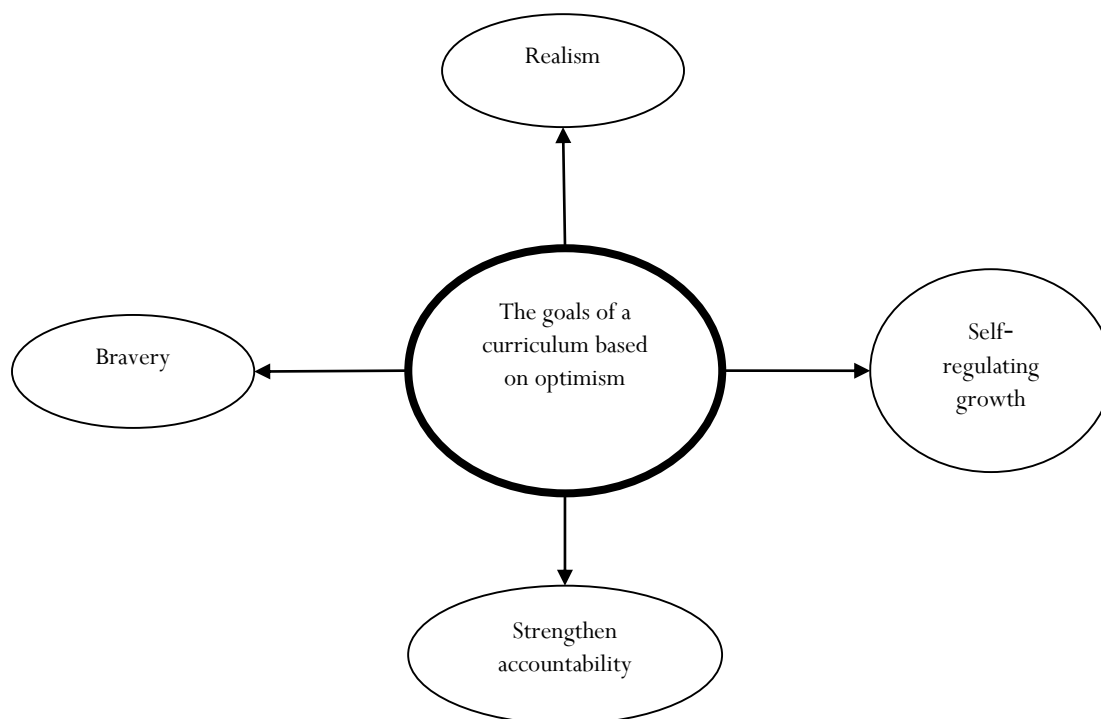 Realism
The goals of a
curriculum based
on optimism
Bravery
Self-
regulating
growth
Strengthen
accountability